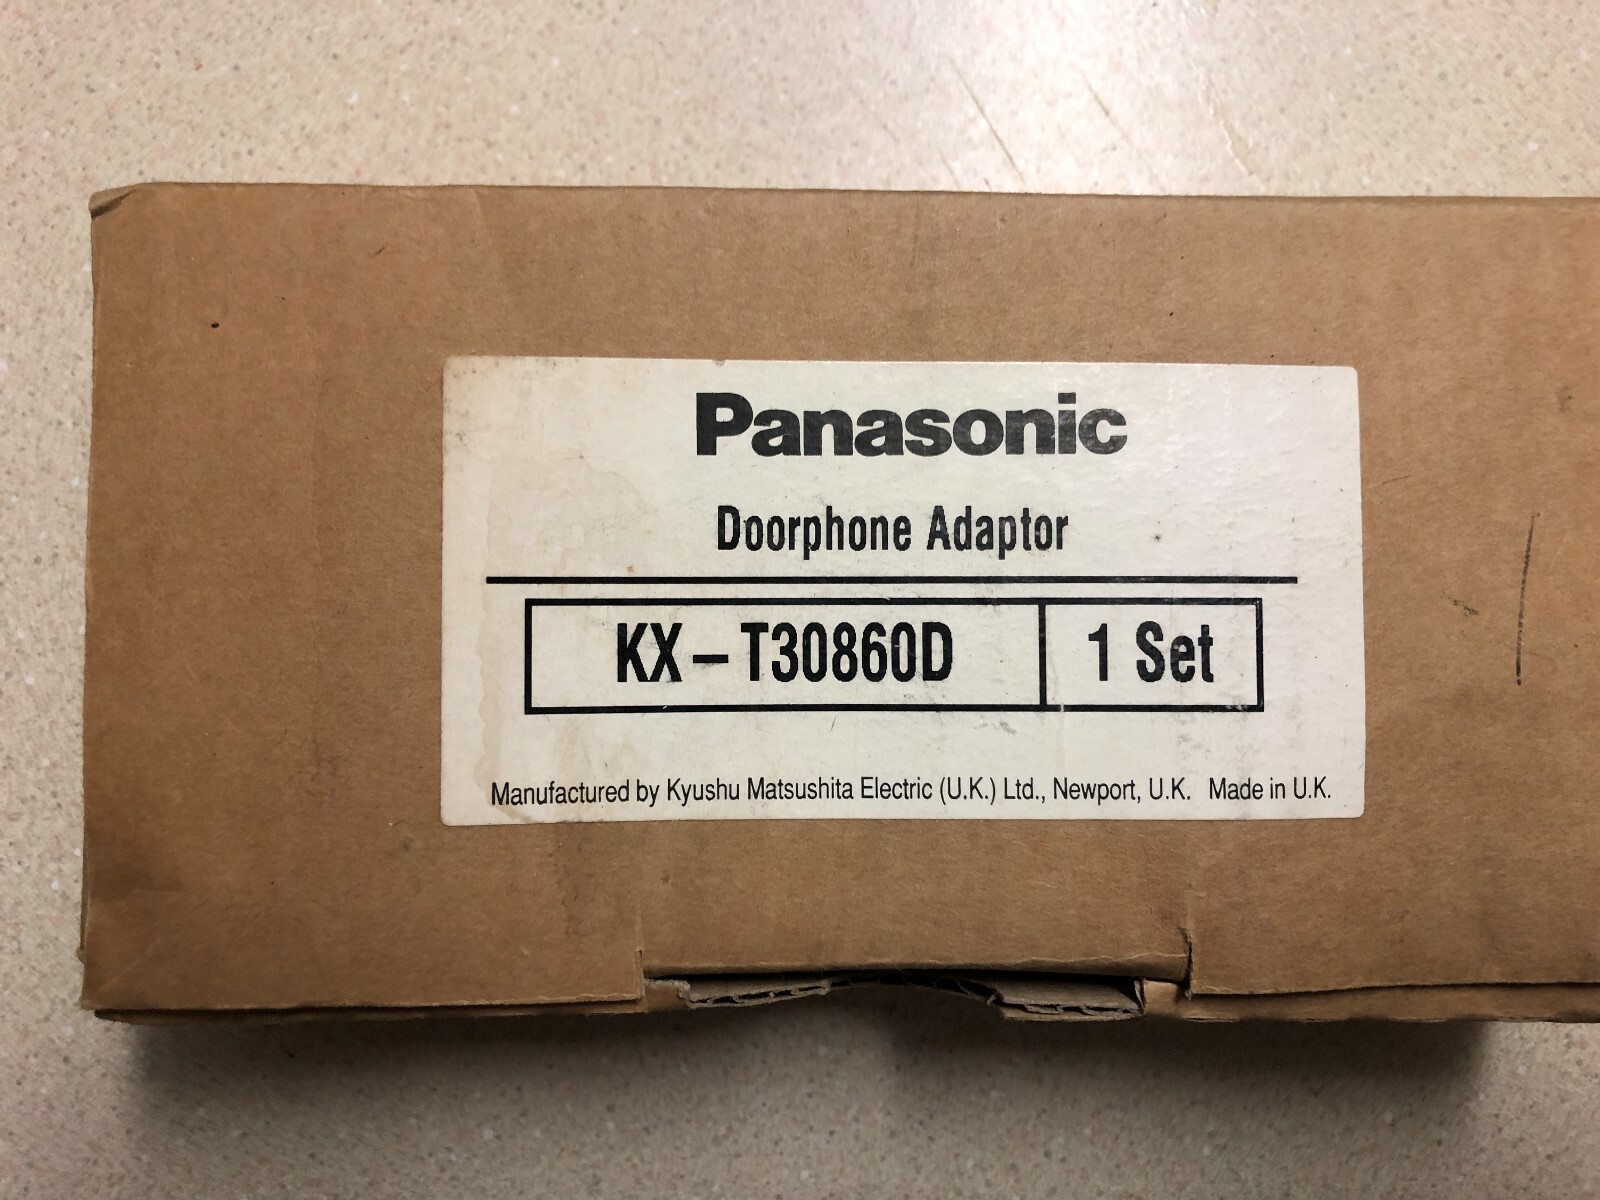 Panasonic
Doorphone Adaptor
KX–T30860D 1 Set
Manufactured by Kyushu Matsushita Electric (U.K.) Ltd., Newport, U.K. Made in U.K.